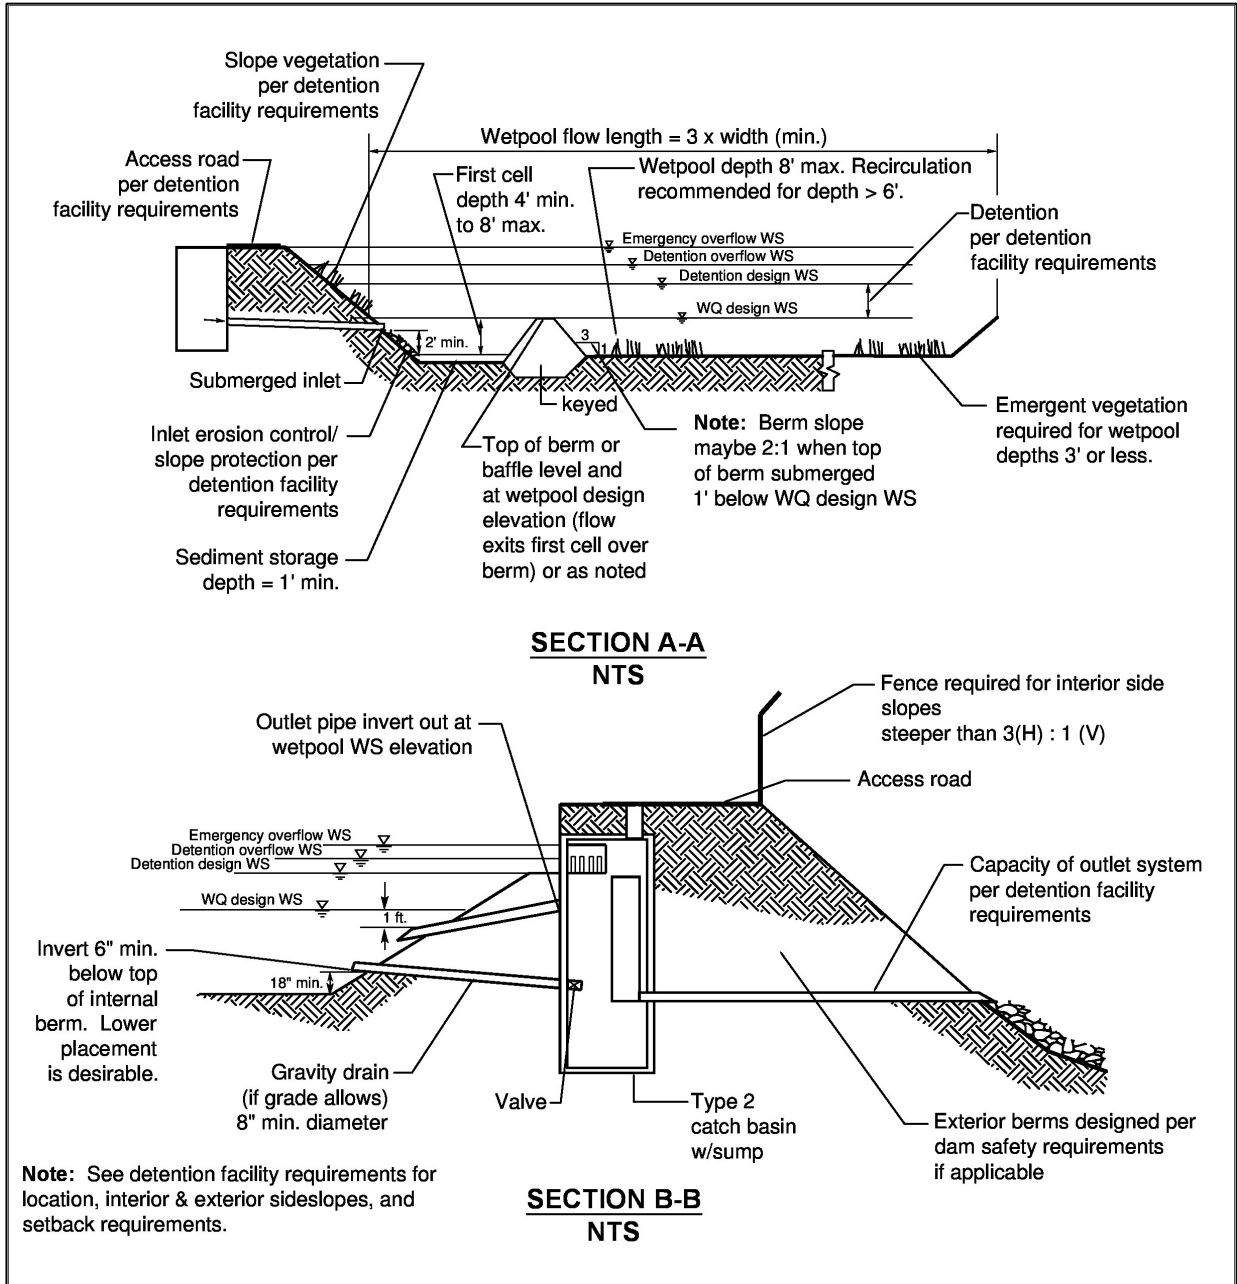 Slope vegetation
per detention
facility requirements
Wetpool flow length = 3 x width (min.)
Access road
per detention
facility requirements
First cell
depth 4' min.
to 8' max.
Wetpool depth 8' max. Recirculation
recommended for depth > 6'.
Detention
per detention
facility requirements
Emergency overflow WS
Detention overflow WS
Detention design WS
WQ design WS
2' min.
3
1
Submerged inlet
keyed
Inlet erosion control/
slope protection per
detention facility
requirements
Top of berm or
baffle level and
at wetpool design
elevation (flow
exits first cell over
berm) or as noted
Note: Berm slope
maybe 2:1 when top
of berm submerged
1' below WQ design WS
Emergent vegetation
required for wetpool
depths 3' or less.
Sediment storage
depth = 1' min.
SECTION A-A
NTS
Fence required for interior side
slopes
steeper than 3(H) : 1 (V)
Outlet pipe invert out at
wetpool WS elevation
Access road
Emergency overflow WS
Detention overflow WS
Detention design WS
WQ design WS
1 ft.
Capacity of outlet system
per detention facility
requirements
Invert 6" min.
below top
of internal
berm. Lower
placement
is desirable.
18" min.
Gravity drain
(if grade allows)
8" min. diameter
Valve
Type 2
catch basin
w/sump
Exterior berms designed per
dam safety requirements
if applicable
Note: See detention facility requirements for
location, interior & exterior sideslopes, and
setback requirements.
SECTION B-B
NTS